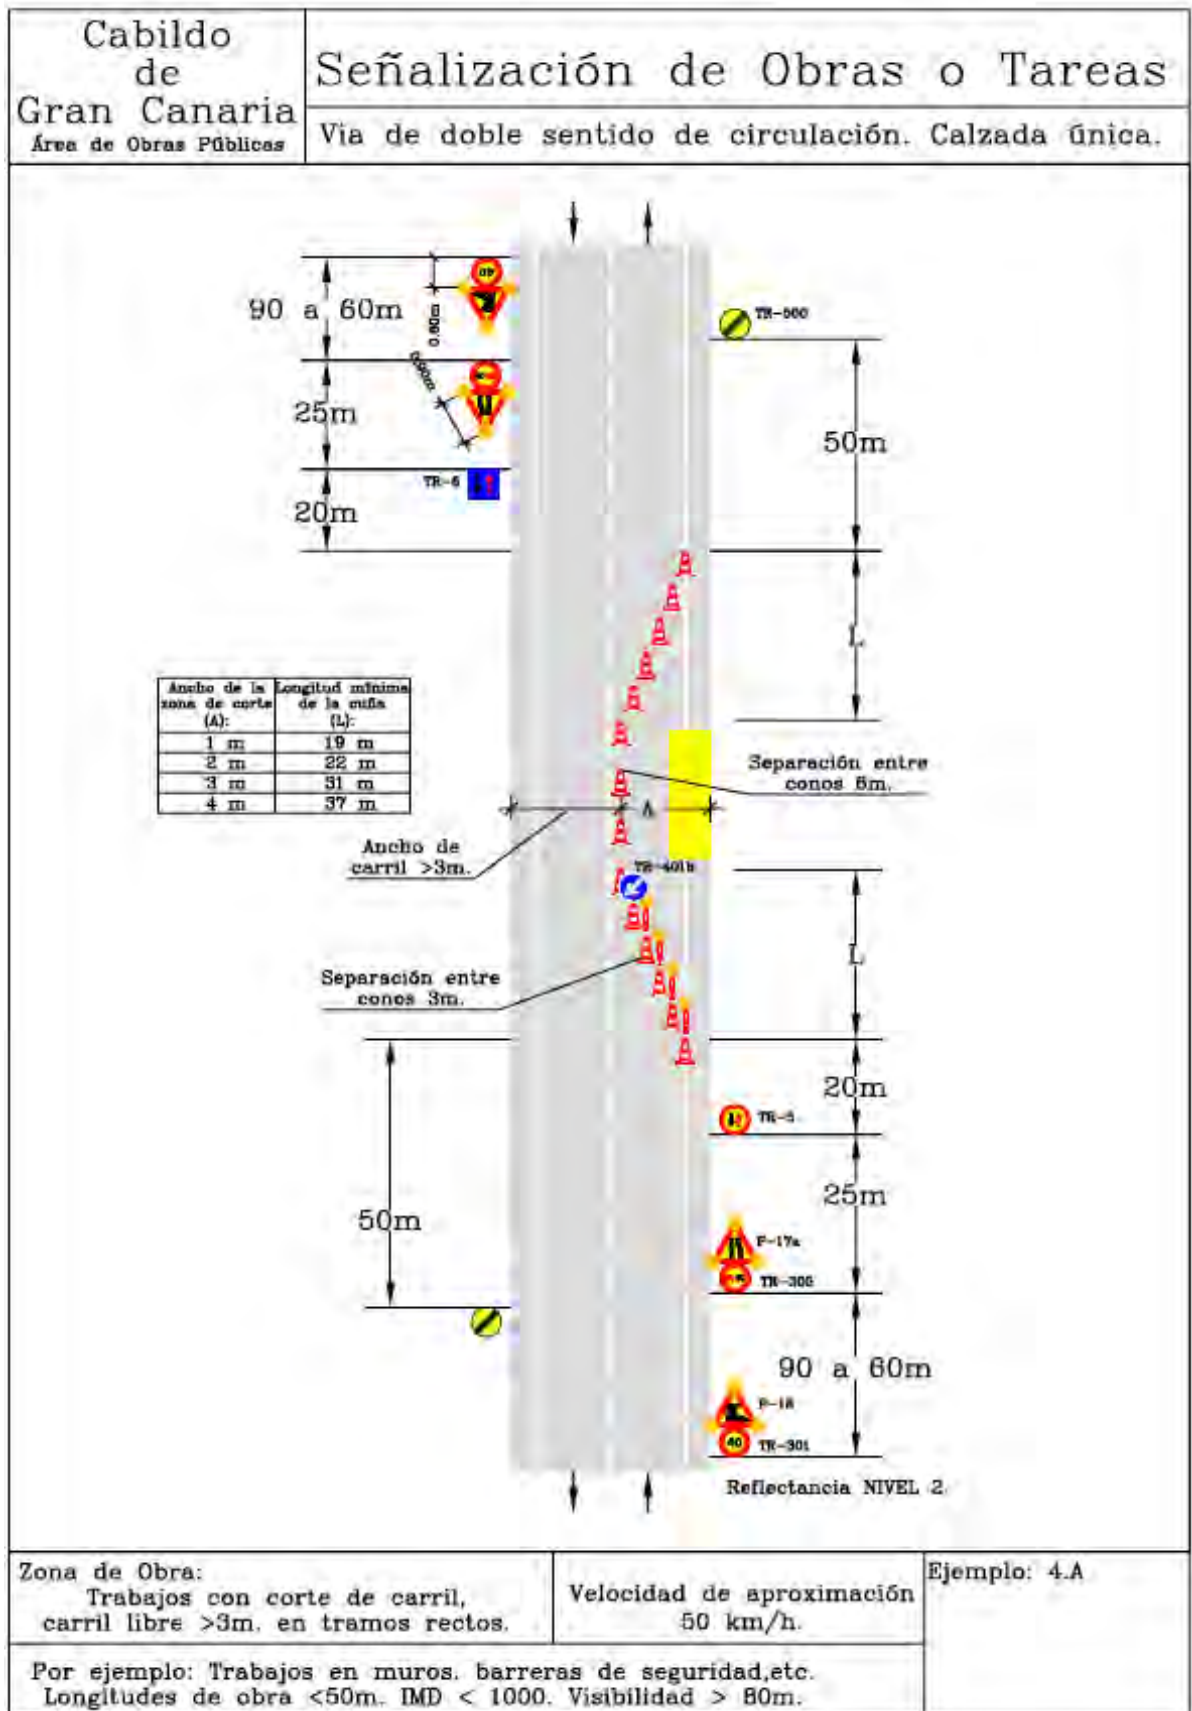 Cabildo
de
Gran Canaria
Área de Obras Públicas
Señalización de Obras o Tareas
Via de doble sentido de circulación. Calzada única.
90 a 60m
0.60m
0.90m
25m
TR-6
20m
TR-500
50m
L
Ancho de la zona de corte (A): Longitud mínima de la cuña (L):
1 m 19 m
2 m 22 m
3 m 31 m
4 m 37 m
Separación entre
conos 6m.
A
Ancho de
carril >3m.
TR-401b
L
Separación entre
conos 3m.
20m
TR-5
25m
50m
P-17a
TR-305
90 a 60m
P-18
40
TR-301
Reflectancia NIVEL 2
Zona de Obra:
Trabajos con corte de carril,
carril libre >3m. en tramos rectos.
Velocidad de aproximación
50 km/h.
Ejemplo: 4.A
Por ejemplo: Trabajos en muros. barreras de seguridad,etc.
Longitudes de obra <50m. IMD < 1000. Visibilidad > 80m.